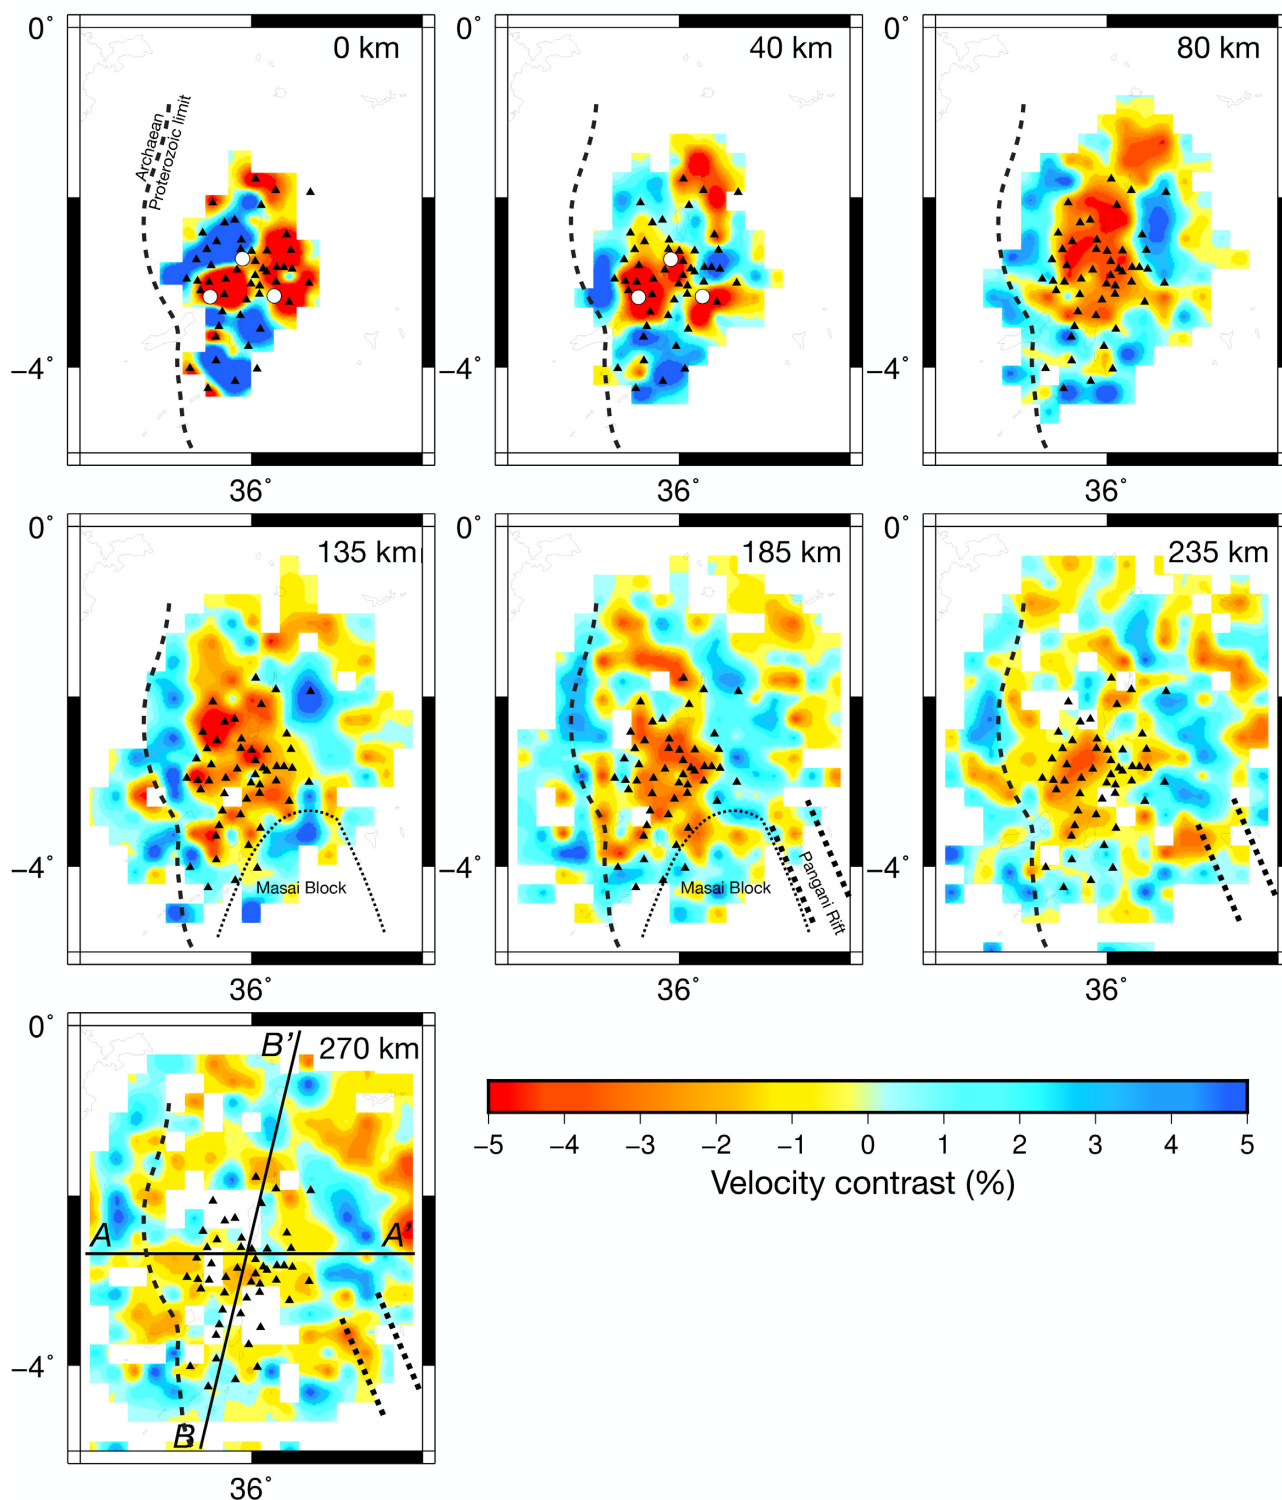 0°
0 km
Archaean
Proterozoic limit
−4°
36°
0°
40 km
−4°
36°
0°
80 km
−4°
36°
0°
135 km
−4°
Masai Block
36°
0°
185 km
−4°
Masai Block
Pangani Rift
36°
0°
235 km
−4°
36°
0°
B'
270 km
A
A'
−4°
B
36°
−5 −4 −3 −2 −1 0 1 2 3 4 5
Velocity contrast (%)